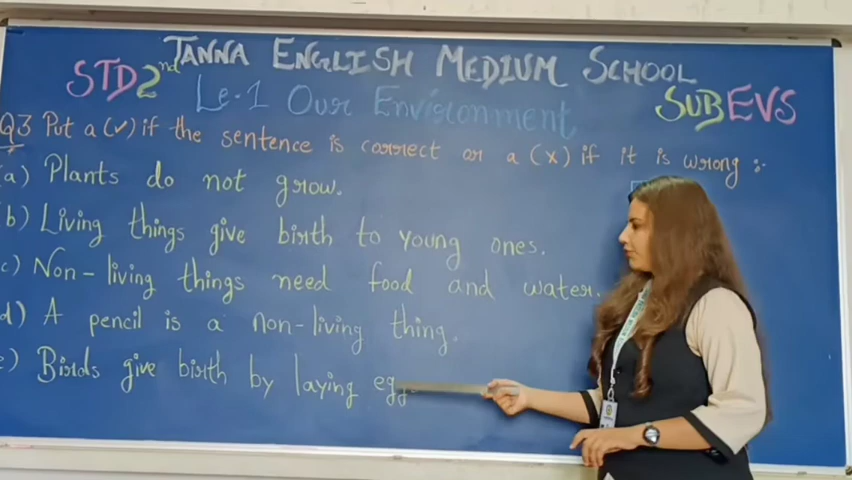 TANNA ENGLISH MEDIUM SCHOOL
STD 2nd
Le.1 Our Environment
SUB EVS
Q3 Put a (✓) if the sentence is correct or a (x) if it is wrong :-
a) Plants do not grow.
b) Living things give birth to young ones.
c) Non-living things need food and water.
d) A pencil is a non-living thing.
e) Birds give birth by laying